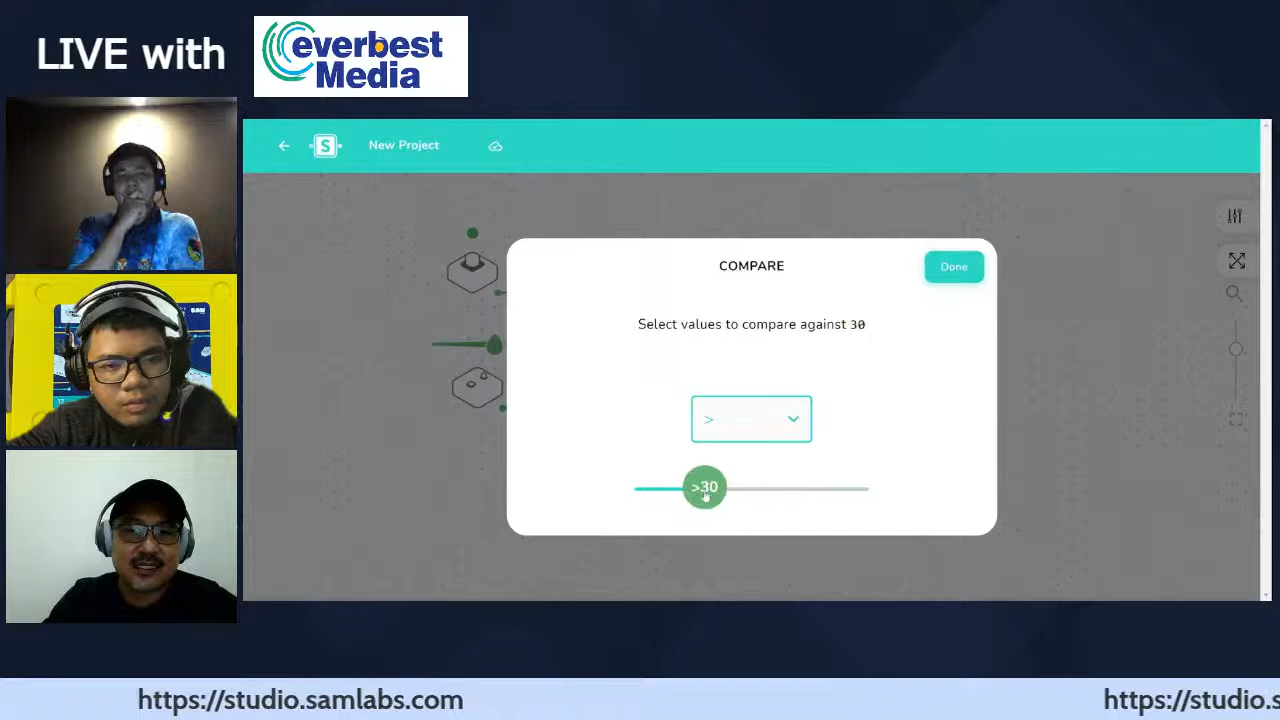 LIVE with
everbest
Media
S
New Project
COMPARE
Done
Select values to compare against 30
>
>30
https://studio.samlabs.com
https://studio.s